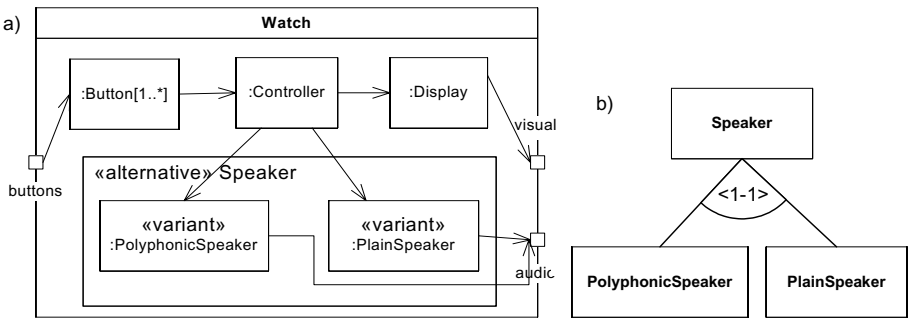 a)
Watch
:Button[1..*]
:Controller
:Display
visual
buttons
«alternative» Speaker
«variant»
:PolyphonicSpeaker
«variant»
:PlainSpeaker
audio
b)
Speaker
<1-1>
PolyphonicSpeaker
PlainSpeaker